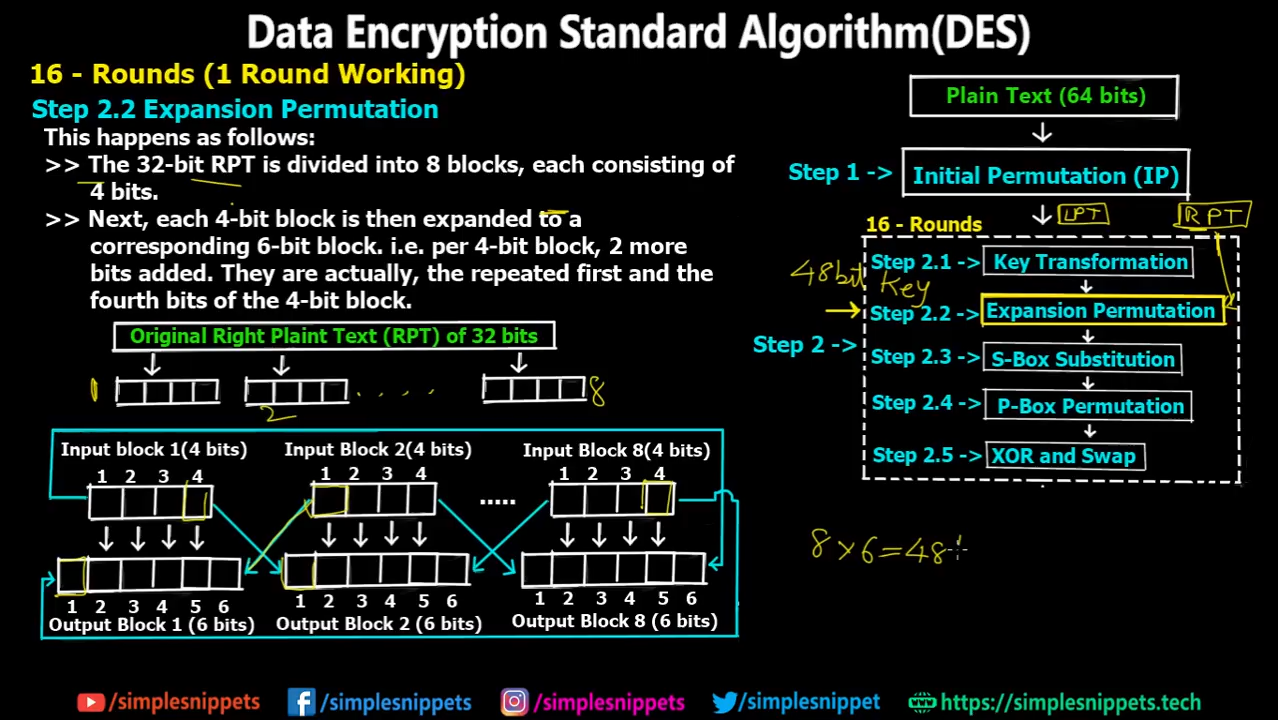 Data Encryption Standard Algorithm(DES)
16 - Rounds (1 Round Working)
Step 2.2 Expansion Permutation
This happens as follows:
>> The 32-bit RPT is divided into 8 blocks, each consisting of
4 bits.
>> Next, each 4-bit block is then expanded to a
corresponding 6-bit block. i.e. per 4-bit block, 2 more
bits added. They are actually, the repeated first and the
fourth bits of the 4-bit block.
Original Right Plaint Text (RPT) of 32 bits
1 2 8
Input block 1(4 bits) Input Block 2(4 bits) Input Block 8(4 bits)
1 2 3 4 1 2 3 4 1 2 3 4
.....
1 2 3 4 5 6 1 2 3 4 5 6 1 2 3 4 5 6
Output Block 1 (6 bits) Output Block 2 (6 bits) Output Block 8 (6 bits)
Plain Text (64 bits)
Step 1 -> Initial Permutation (IP)
LPT RPT
16 - Rounds
Step 2.1 -> Key Transformation
48bit Key
Step 2.2 -> Expansion Permutation
Step 2 ->
Step 2.3 -> S-Box Substitution
Step 2.4 -> P-Box Permutation
Step 2.5 -> XOR and Swap
8 x 6 = 48
/simplesnippets /simplesnippets /simplesnippets /simplesnippets https://simplesnippets.tech